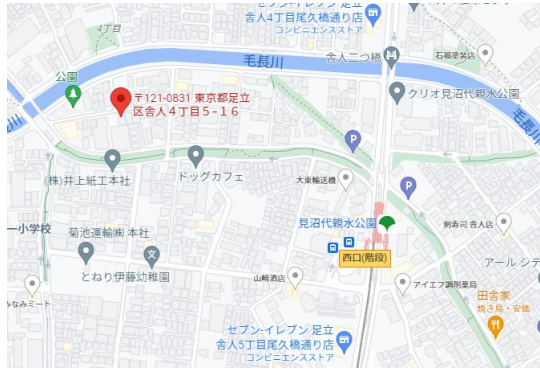 セブン-イレブン 足立
舎人4丁目尾久橋通り店
コンビニエンスストア
4丁目
毛長川
舎人二つ橋
石橋塗装店
公園
クリオ見沼代親水公園
〒121-0831 東京都足立
区舎人4丁目5-16
毛長川
P
(株)井上紙工本社
ドッグカフェ
大東輸送機
P
一小学校
菊池運輸㈱ 本社
文
見沼代親水公園
剣寿司 舎人店
西口(階段)
アール シテ
とねり伊藤幼稚園
山崎酒店
アイエフ調剤薬局
みなみミート
田舎家
焼き鳥・安価
セブン-イレブン 足立
舎人5丁目尾久橋通り店
コンビニエンスストア